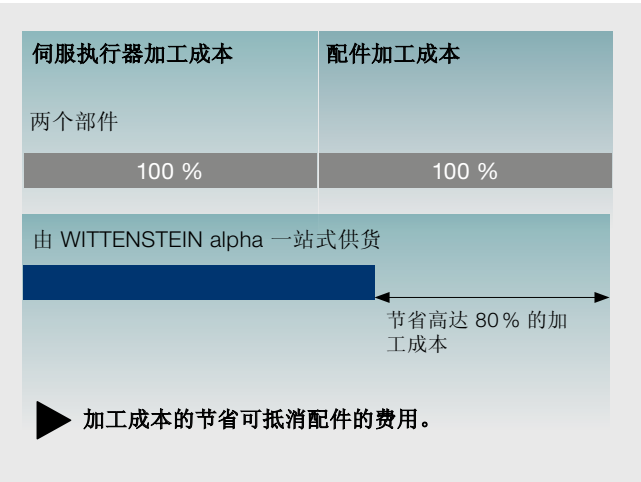 伺服执行器加工成本
配件加工成本
两个部件
100 %
100 %
由 WITTENSTEIN alpha 一站式供货
节省高达 80% 的加
工成本
加工成本的节省可抵消配件的费用。